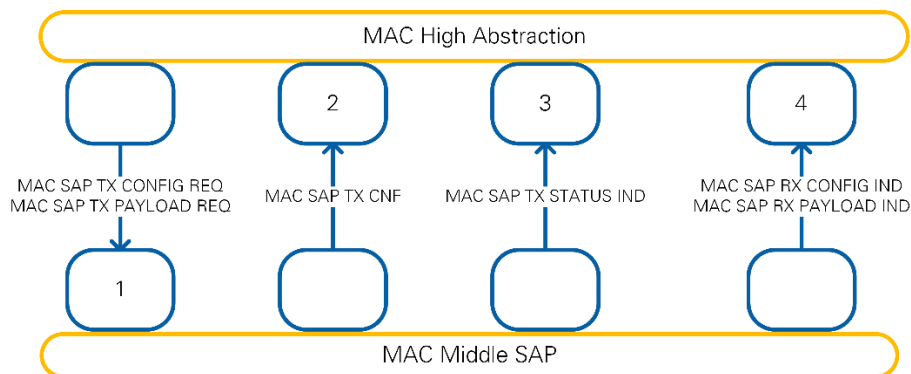 MAC High Abstraction
2
3
4
MAC SAP TX CONFIG REQ
MAC SAP TX PAYLOAD REQ
MAC SAP TX CNF
MAC SAP TX STATUS IND
MAC SAP RX CONFIG IND
MAC SAP RX PAYLOAD IND
1
MAC Middle SAP